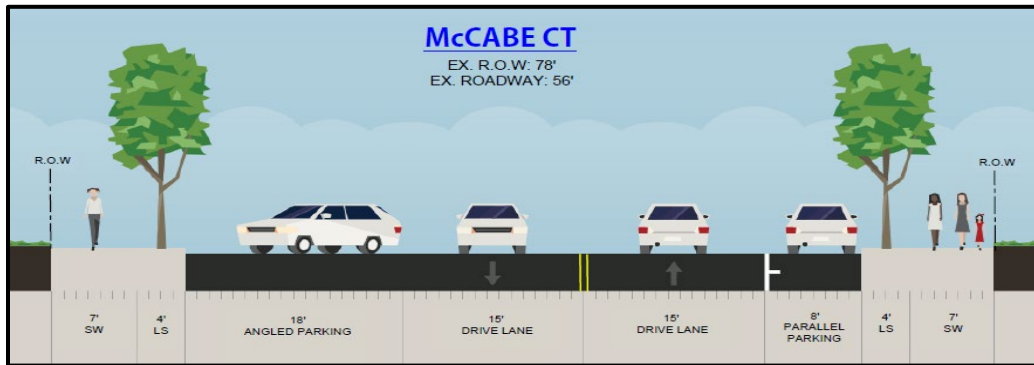 McCABE CT
EX. R.O.W: 78'
EX. ROADWAY: 56'
R.O.W
R.O.W
7'
SW
4'
LS
18'
ANGLED PARKING
15'
DRIVE LANE
15'
DRIVE LANE
8'
PARALLEL
PARKING
4'
LS
7'
SW